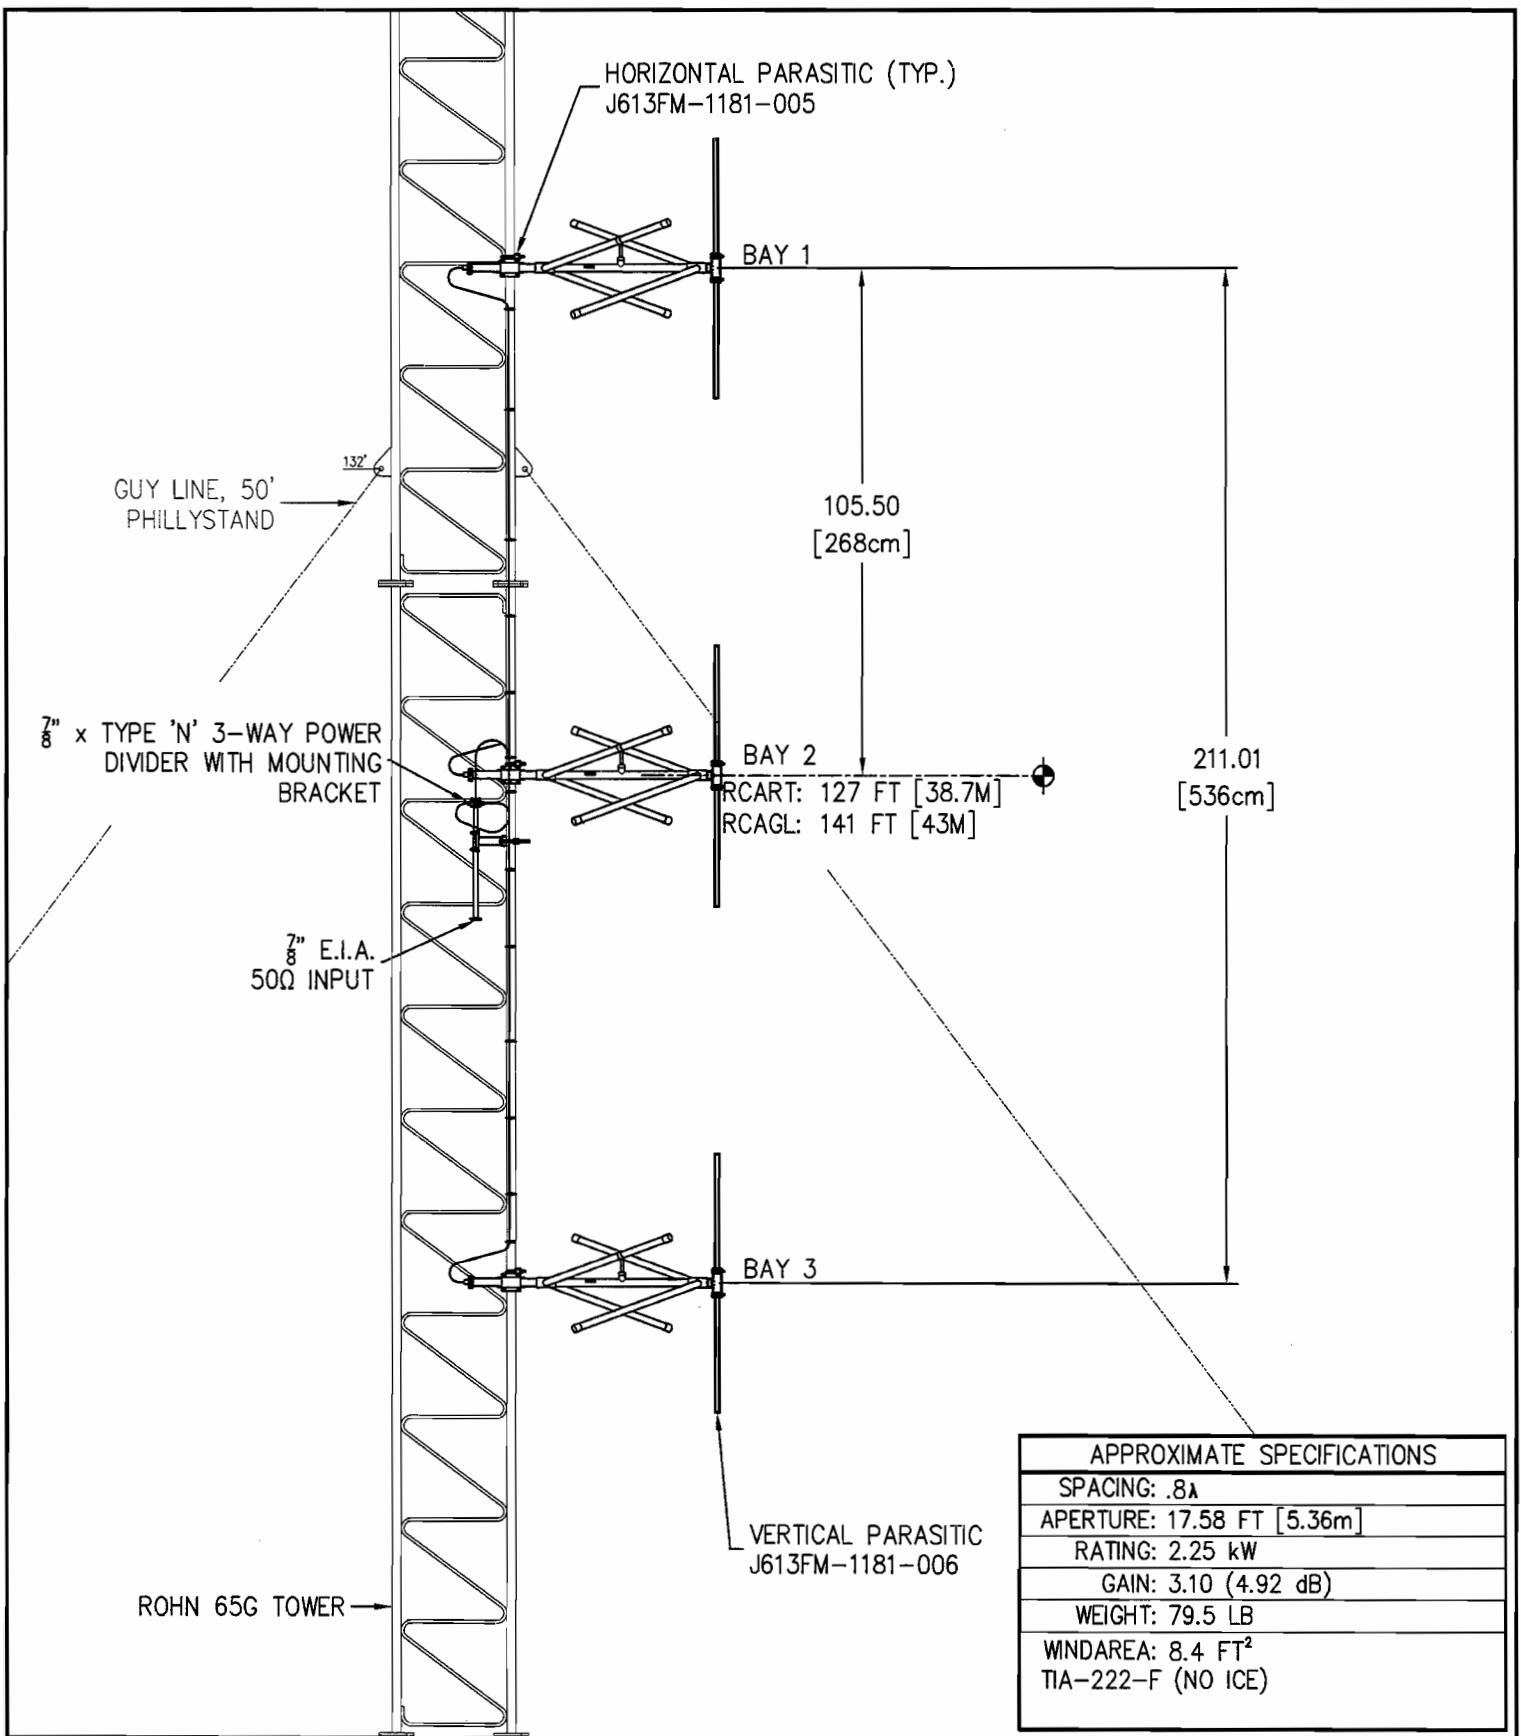 HORIZONTAL PARASITIC (TYP.)
J613FM-1181-005
BAY 1
132'
GUY LINE, 50'
PHILLYSTAND
105.50
[268cm]
⅞" x TYPE 'N' 3-WAY POWER
DIVIDER WITH MOUNTING
BRACKET
BAY 2
RCART: 127 FT [38.7M]
RCAGL: 141 FT [43M]
211.01
[536cm]
⅞" E.I.A.
50Ω INPUT
BAY 3
VERTICAL PARASITIC
J613FM-1181-006
ROHN 65G TOWER
APPROXIMATE SPECIFICATIONS
SPACING: .8λ
APERTURE: 17.58 FT [5.36m]
RATING: 2.25 kW
GAIN: 3.10 (4.92 dB)
WEIGHT: 79.5 LB
WINDAREA: 8.4 FT²
TIA-222-F (NO ICE)